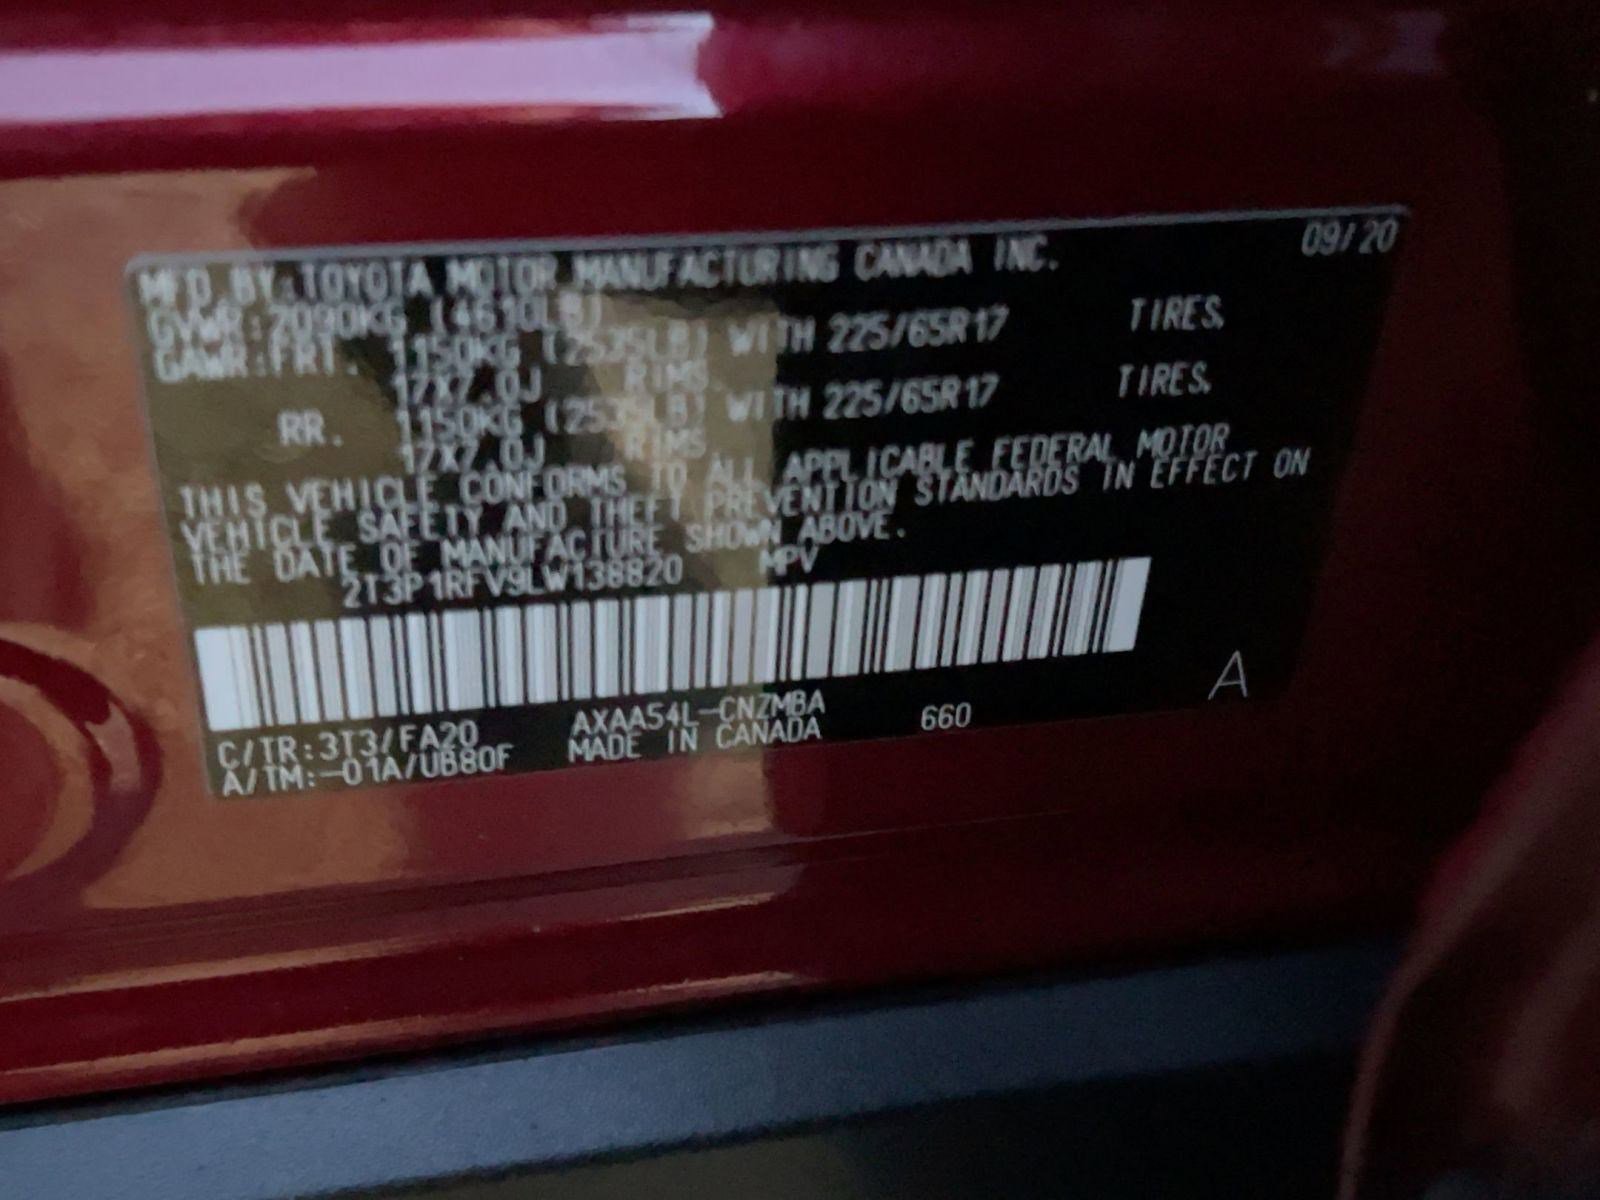 09/20
MFD.BY:TOYOTA MOTOR MANUFACTURING CANADA INC.
GVWR:2090KG (4610LB)
GAWR:FRT. 1150KG (2535LB) WITH 225/65R17 TIRES,
17X7.0J RIMS.
RR. 1150KG (2535LB) WITH 225/65R17 TIRES,
17X7.0J RIMS.
THIS VEHICLE CONFORMS TO ALL APPLICABLE FEDERAL MOTOR
VEHICLE SAFETY AND THEFT PREVENTION STANDARDS IN EFFECT ON
THE DATE OF MANUFACTURE SHOWN ABOVE.
2T3P1RFV9LW138820 MPV
A
C/TR:3T3/FA20 AXAA54L-CNZMBA 660
A/TM:-01A/UB80F MADE IN CANADA